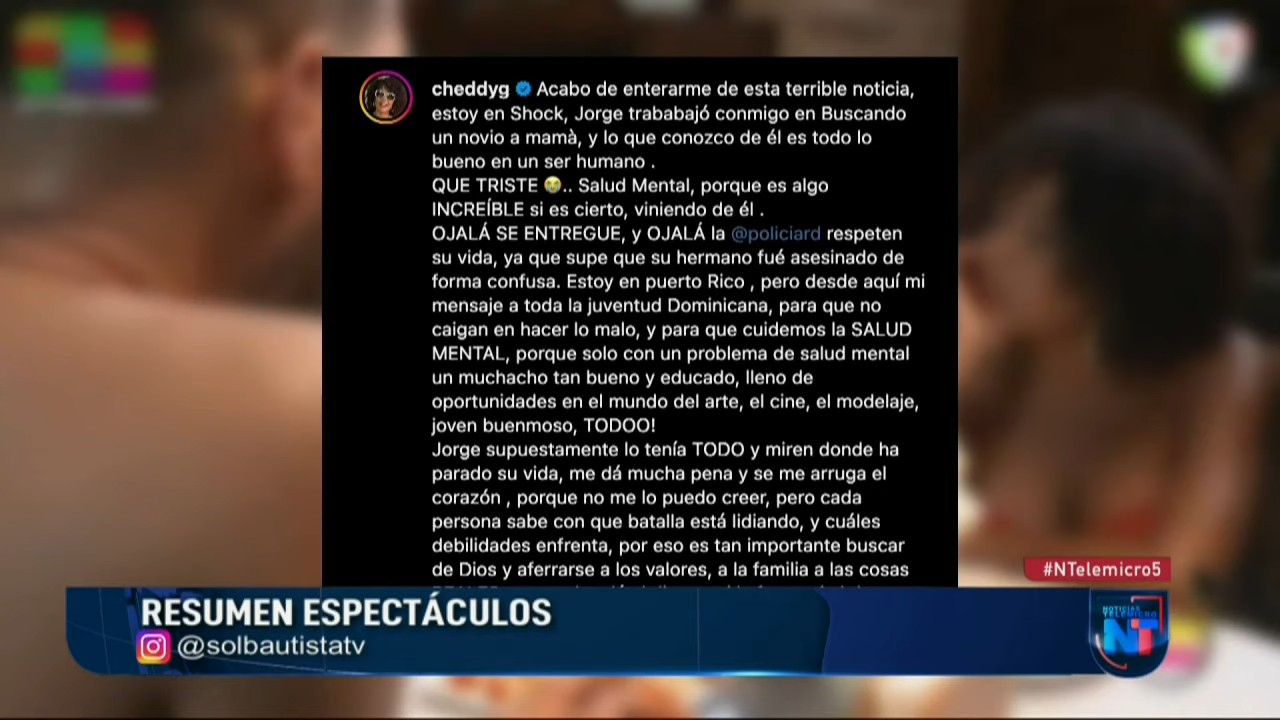 cheddyg Acabo de enterarme de esta terrible noticia,
estoy en Shock, Jorge trababajó conmigo en Buscando
un novio a mamà, y lo que conozco de él es todo lo
bueno en un ser humano .
QUE TRISTE 😭.. Salud Mental, porque es algo
INCREÍBLE si es cierto, viniendo de él .
OJALÁ SE ENTREGUE, y OJALÁ la @policiard respeten
su vida, ya que supe que su hermano fué asesinado de
forma confusa. Estoy en puerto Rico , pero desde aquí mi
mensaje a toda la juventud Dominicana, para que no
caigan en hacer lo malo, y para que cuidemos la SALUD
MENTAL, porque solo con un problema de salud mental
un muchacho tan bueno y educado, lleno de
oportunidades en el mundo del arte, el cine, el modelaje,
joven buenmoso, TODOO!
Jorge supuestamente lo tenía TODO y miren donde ha
parado su vida, me dá mucha pena y se me arruga el
corazón , porque no me lo puedo creer, pero cada
persona sabe con que batalla está lidiando, y cuáles
debilidades enfrenta, por eso es tan importante buscar
de Dios y aferrarse a los valores, a la familia a las cosas
#NTelemicro5
RESUMEN ESPECTÁCULOS
@solbautistatv
NOTICIAS
TELEMICRO
NT